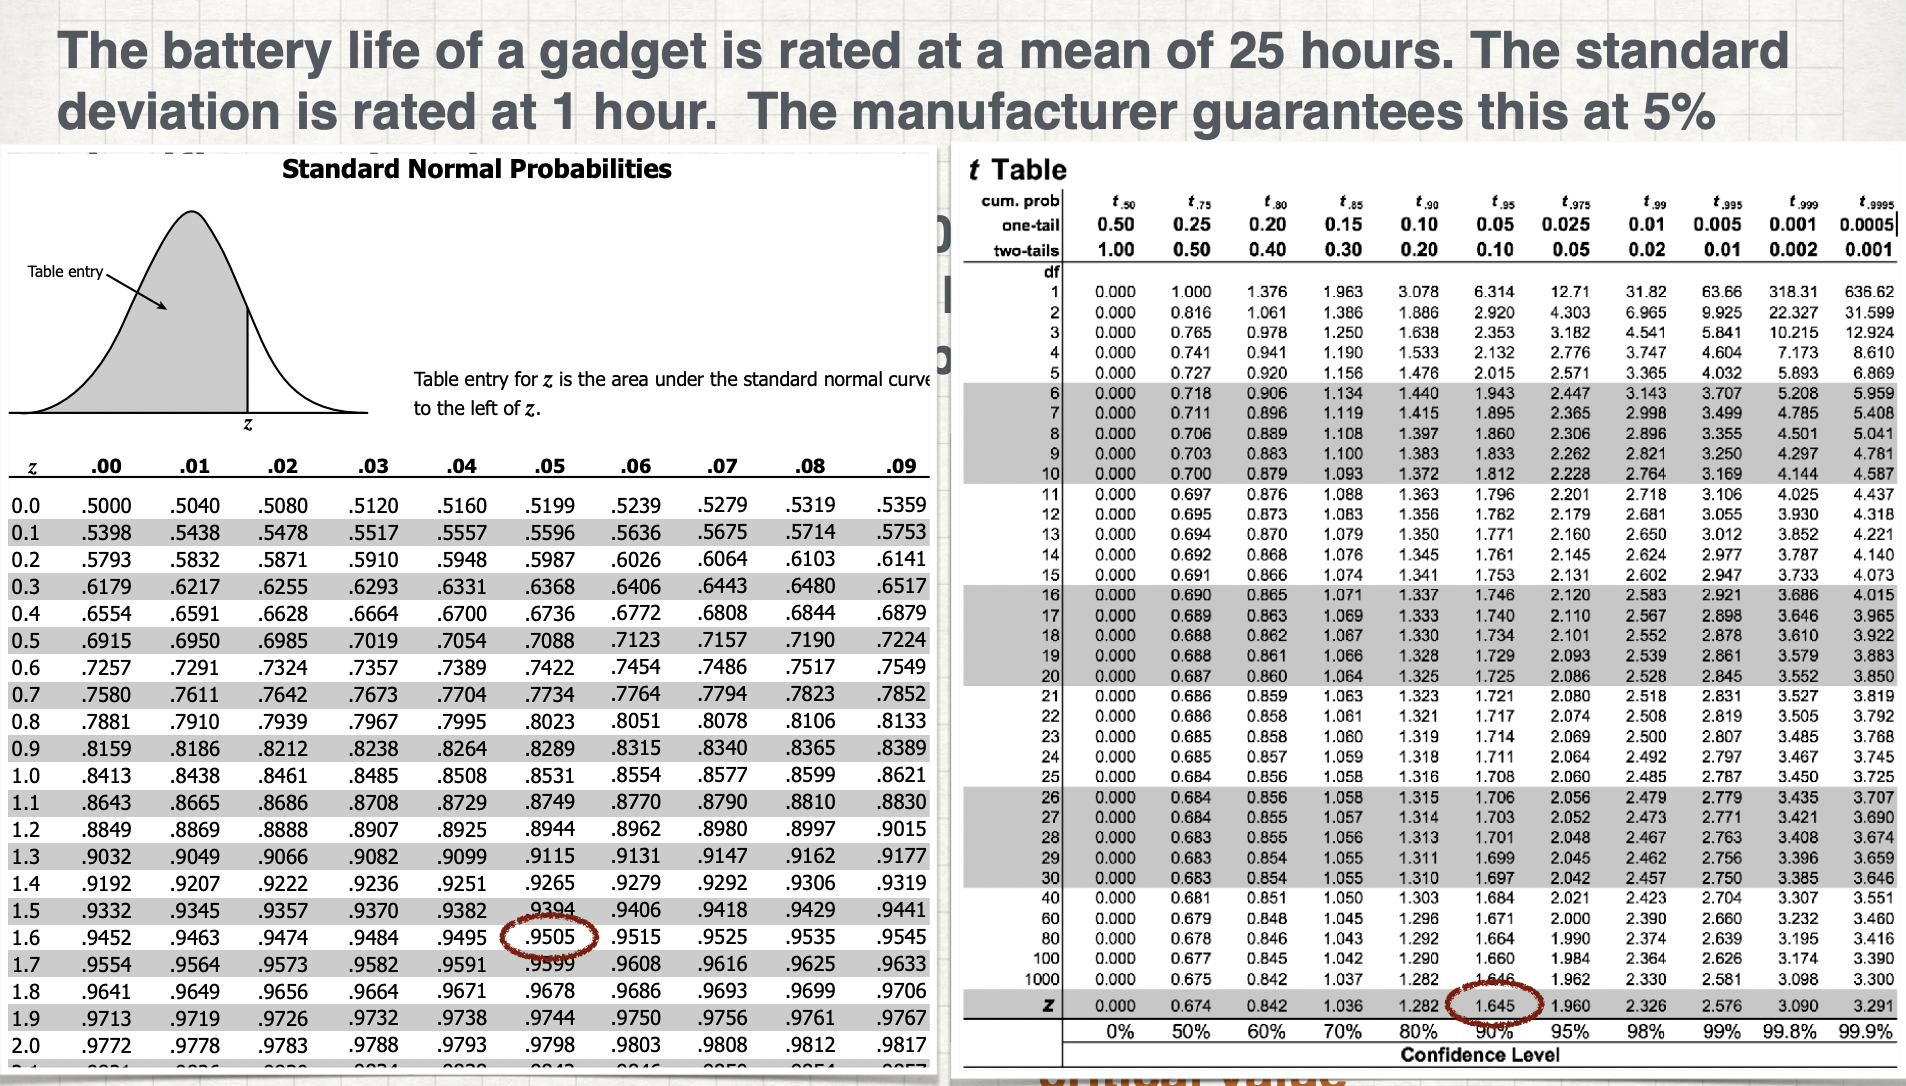 The battery life of a gadget is rated at a mean of 25 hours. The standard
deviation is rated at 1 hour.  The manufacturer guarantees this at 5%
Standard Normal Probabilities
Table entry
z
Table entry for z is the area under the standard normal curve
to the left of z.
z .00 .01 .02 .03 .04 .05 .06 .07 .08 .09
0.0 .5000 .5040 .5080 .5120 .5160 .5199 .5239 .5279 .5319 .5359
0.1 .5398 .5438 .5478 .5517 .5557 .5596 .5636 .5675 .5714 .5753
0.2 .5793 .5832 .5871 .5910 .5948 .5987 .6026 .6064 .6103 .6141
0.3 .6179 .6217 .6255 .6293 .6331 .6368 .6406 .6443 .6480 .6517
0.4 .6554 .6591 .6628 .6664 .6700 .6736 .6772 .6808 .6844 .6879
0.5 .6915 .6950 .6985 .7019 .7054 .7088 .7123 .7157 .7190 .7224
0.6 .7257 .7291 .7324 .7357 .7389 .7422 .7454 .7486 .7517 .7549
0.7 .7580 .7611 .7642 .7673 .7704 .7734 .7764 .7794 .7823 .7852
0.8 .7881 .7910 .7939 .7967 .7995 .8023 .8051 .8078 .8106 .8133
0.9 .8159 .8186 .8212 .8238 .8264 .8289 .8315 .8340 .8365 .8389
1.0 .8413 .8438 .8461 .8485 .8508 .8531 .8554 .8577 .8599 .8621
1.1 .8643 .8665 .8686 .8708 .8729 .8749 .8770 .8790 .8810 .8830
1.2 .8849 .8869 .8888 .8907 .8925 .8944 .8962 .8980 .8997 .9015
1.3 .9032 .9049 .9066 .9082 .9099 .9115 .9131 .9147 .9162 .9177
1.4 .9192 .9207 .9222 .9236 .9251 .9265 .9279 .9292 .9306 .9319
1.5 .9332 .9345 .9357 .9370 .9382 .9394 .9406 .9418 .9429 .9441
1.6 .9452 .9463 .9474 .9484 .9495 .9505 .9515 .9525 .9535 .9545
1.7 .9554 .9564 .9573 .9582 .9591 .9599 .9608 .9616 .9625 .9633
1.8 .9641 .9649 .9656 .9664 .9671 .9678 .9686 .9693 .9699 .9706
1.9 .9713 .9719 .9726 .9732 .9738 .9744 .9750 .9756 .9761 .9767
2.0 .9772 .9778 .9783 .9788 .9793 .9798 .9803 .9808 .9812 .9817
t Table
cum. prob t.50 t.75 t.80 t.85 t.90 t.95 t.975 t.99 t.995 t.999 t.9995
one-tail 0.50 0.25 0.20 0.15 0.10 0.05 0.025 0.01 0.005 0.001 0.0005
two-tails 1.00 0.50 0.40 0.30 0.20 0.10 0.05 0.02 0.01 0.002 0.001
df
1 0.000 1.000 1.376 1.963 3.078 6.314 12.71 31.82 63.66 318.31 636.62
2 0.000 0.816 1.061 1.386 1.886 2.920 4.303 6.965 9.925 22.327 31.599
3 0.000 0.765 0.978 1.250 1.638 2.353 3.182 4.541 5.841 10.215 12.924
4 0.000 0.741 0.941 1.190 1.533 2.132 2.776 3.747 4.604 7.173 8.610
5 0.000 0.727 0.920 1.156 1.476 2.015 2.571 3.365 4.032 5.893 6.869
6 0.000 0.718 0.906 1.134 1.440 1.943 2.447 3.143 3.707 5.208 5.959
7 0.000 0.711 0.896 1.119 1.415 1.895 2.365 2.998 3.499 4.785 5.408
8 0.000 0.706 0.889 1.108 1.397 1.860 2.306 2.896 3.355 4.501 5.041
9 0.000 0.703 0.883 1.100 1.383 1.833 2.262 2.821 3.250 4.297 4.781
10 0.000 0.700 0.879 1.093 1.372 1.812 2.228 2.764 3.169 4.144 4.587
11 0.000 0.697 0.876 1.088 1.363 1.796 2.201 2.718 3.106 4.025 4.437
12 0.000 0.695 0.873 1.083 1.356 1.782 2.179 2.681 3.055 3.930 4.318
13 0.000 0.694 0.870 1.079 1.350 1.771 2.160 2.650 3.012 3.852 4.221
14 0.000 0.692 0.868 1.076 1.345 1.761 2.145 2.624 2.977 3.787 4.140
15 0.000 0.691 0.866 1.074 1.341 1.753 2.131 2.602 2.947 3.733 4.073
16 0.000 0.690 0.865 1.071 1.337 1.746 2.120 2.583 2.921 3.686 4.015
17 0.000 0.689 0.863 1.069 1.333 1.740 2.110 2.567 2.898 3.646 3.965
18 0.000 0.688 0.862 1.067 1.330 1.734 2.101 2.552 2.878 3.610 3.922
19 0.000 0.688 0.861 1.066 1.328 1.729 2.093 2.539 2.861 3.579 3.883
20 0.000 0.687 0.860 1.064 1.325 1.725 2.086 2.528 2.845 3.552 3.850
21 0.000 0.686 0.859 1.063 1.323 1.721 2.080 2.518 2.831 3.527 3.819
22 0.000 0.686 0.858 1.061 1.321 1.717 2.074 2.508 2.819 3.505 3.792
23 0.000 0.685 0.858 1.060 1.319 1.714 2.069 2.500 2.807 3.485 3.768
24 0.000 0.685 0.857 1.059 1.318 1.711 2.064 2.492 2.797 3.467 3.745
25 0.000 0.684 0.856 1.058 1.316 1.708 2.060 2.485 2.787 3.450 3.725
26 0.000 0.684 0.856 1.058 1.315 1.706 2.056 2.479 2.779 3.435 3.707
27 0.000 0.684 0.855 1.057 1.314 1.703 2.052 2.473 2.771 3.421 3.690
28 0.000 0.683 0.855 1.056 1.313 1.701 2.048 2.467 2.763 3.408 3.674
29 0.000 0.683 0.854 1.055 1.311 1.699 2.045 2.462 2.756 3.396 3.659
30 0.000 0.683 0.854 1.055 1.310 1.697 2.042 2.457 2.750 3.385 3.646
40 0.000 0.681 0.851 1.050 1.303 1.684 2.021 2.423 2.704 3.307 3.551
60 0.000 0.679 0.848 1.045 1.296 1.671 2.000 2.390 2.660 3.232 3.460
80 0.000 0.678 0.846 1.043 1.292 1.664 1.990 2.374 2.639 3.195 3.416
100 0.000 0.677 0.845 1.042 1.290 1.660 1.984 2.364 2.626 3.174 3.390
1000 0.000 0.675 0.842 1.037 1.282 1.646 1.962 2.330 2.581 3.098 3.300
z 0.000 0.674 0.842 1.036 1.282 1.645 1.960 2.326 2.576 3.090 3.291
0% 50% 60% 70% 80% 90% 95% 98% 99% 99.8% 99.9%
Confidence Level
critical value